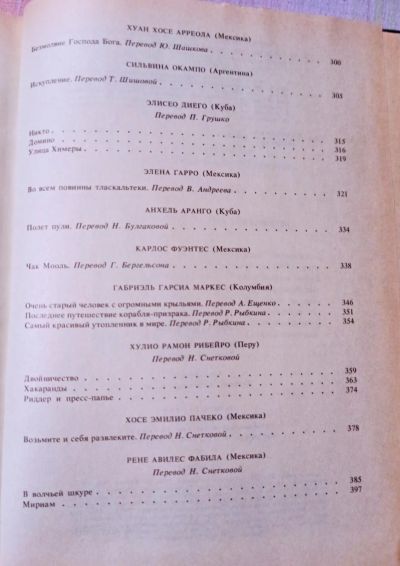 ХУАН ХОСЕ АРРЕОЛА (Мексика)
Безмолвие Господа Бога. Перевод Ю. Шашкова . . . 300
СИЛЬВИНА ОКАМПО (Аргентина)
Искупление. Перевод Т. Шишовой . . . 305
ЭЛИСЕО ДИЕГО (Куба)
Перевод П. Грушко
Никто . . . 315
Домино . . . 316
Улица Химеры . . . 319
ЭЛЕНА ГАРРО (Мексика)
Во всем повинны тласкальтеки. Перевод В. Андреева . . . 321
АНХЕЛЬ АРАНГО (Куба)
Полет пули. Перевод Н. Булгаковой . . . 334
КАРЛОС ФУЭНТЕС (Мексика)
Чак Мооль. Перевод Г. Бергельсона . . . 338
ГАБРИЭЛЬ ГАРСИА МАРКЕС (Колумбия)
Очень старый человек с огромными крыльями. Перевод А. Ещенко . . . 346
Последнее путешествие корабля-призрака. Перевод Р. Рыбкина . . . 351
Самый красивый утопленник в мире. Перевод Р. Рыбкина . . . 354
ХУЛИО РАМОН РИБЕЙРО (Перу)
Перевод Н. Снетковой
Двойничество . . . 359
Хакаранды . . . 363
Риддер и пресс-папье . . . 374
ХОСЕ ЭМИЛИО ПАЧЕКО (Мексика)
Возьмите и себя развлеките. Перевод Н. Снетковой . . . 378
РЕНЕ АВИЛЕС ФАБИЛА (Мексика)
Перевод Н. Снетковой
В волчьей шкуре . . . 385
Мириам . . . 397